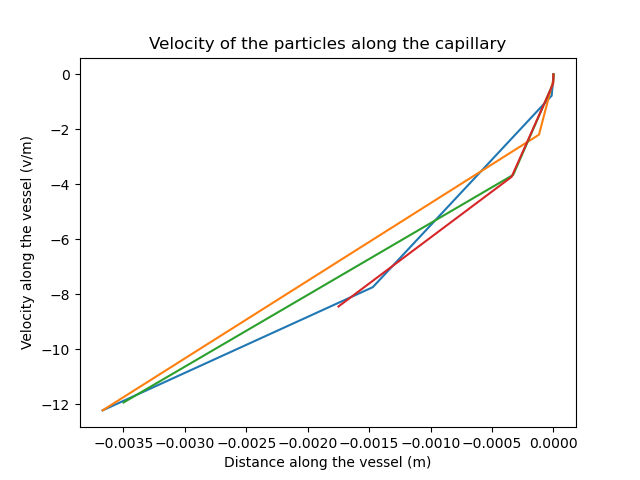 Velocity of the particles along the capillary
0
−2
−4
−6
−8
−10
−12
Velocity along the vessel (v/m)
−0.0035 −0.0030 −0.0025 −0.0020 −0.0015 −0.0010 −0.0005 0.0000
Distance along the vessel (m)